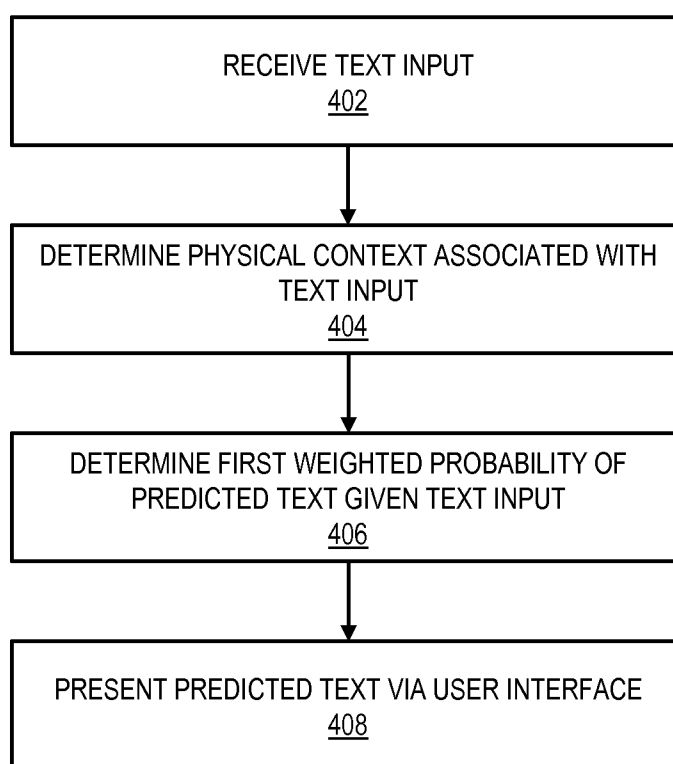 RECEIVE TEXT INPUT
402
DETERMINE PHYSICAL CONTEXT ASSOCIATED WITH
TEXT INPUT
404
DETERMINE FIRST WEIGHTED PROBABILITY OF
PREDICTED TEXT GIVEN TEXT INPUT
406
PRESENT PREDICTED TEXT VIA USER INTERFACE
408